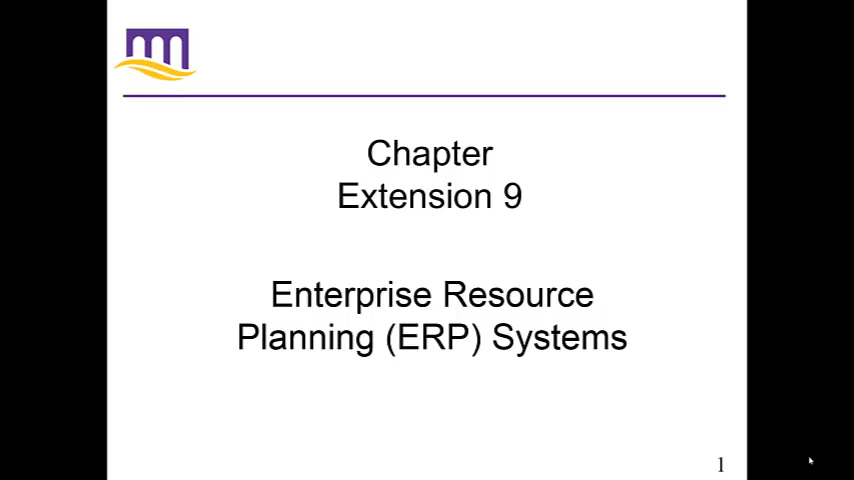 Chapter
Extension 9
Enterprise Resource
Planning (ERP) Systems
1